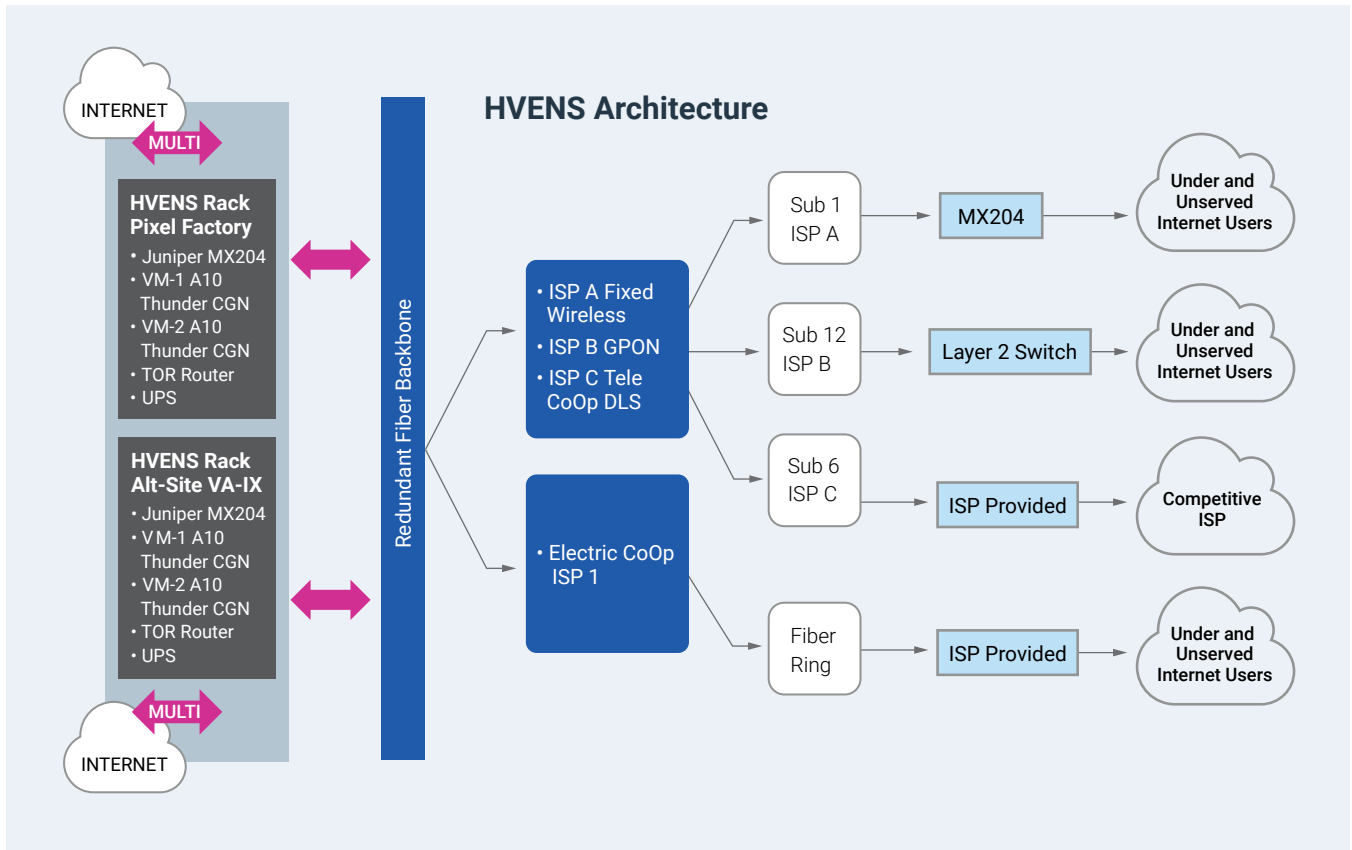 HVENS Architecture
INTERNET
MULTI
HVENS Rack
Pixel Factory
• Juniper MX204
• VM-1 A10
Thunder CGN
• VM-2 A10
Thunder CGN
• TOR Router
• UPS
HVENS Rack
Alt-Site VA-IX
• Juniper MX204
• VM-1 A10
Thunder CGN
• VM-2 A10
Thunder CGN
• TOR Router
• UPS
MULTI
INTERNET
Redundant Fiber Backbone
• ISP A Fixed
Wireless
• ISP B GPON
• ISP C Tele
CoOp DLS
• Electric CoOp
ISP 1
Sub 1
ISP A
MX204
Under and
Unserved
Internet Users
Sub 12
ISP B
Layer 2 Switch
Under and
Unserved
Internet Users
Sub 6
ISP C
ISP Provided
Competitive
ISP
Fiber
Ring
ISP Provided
Under and
Unserved
Internet Users